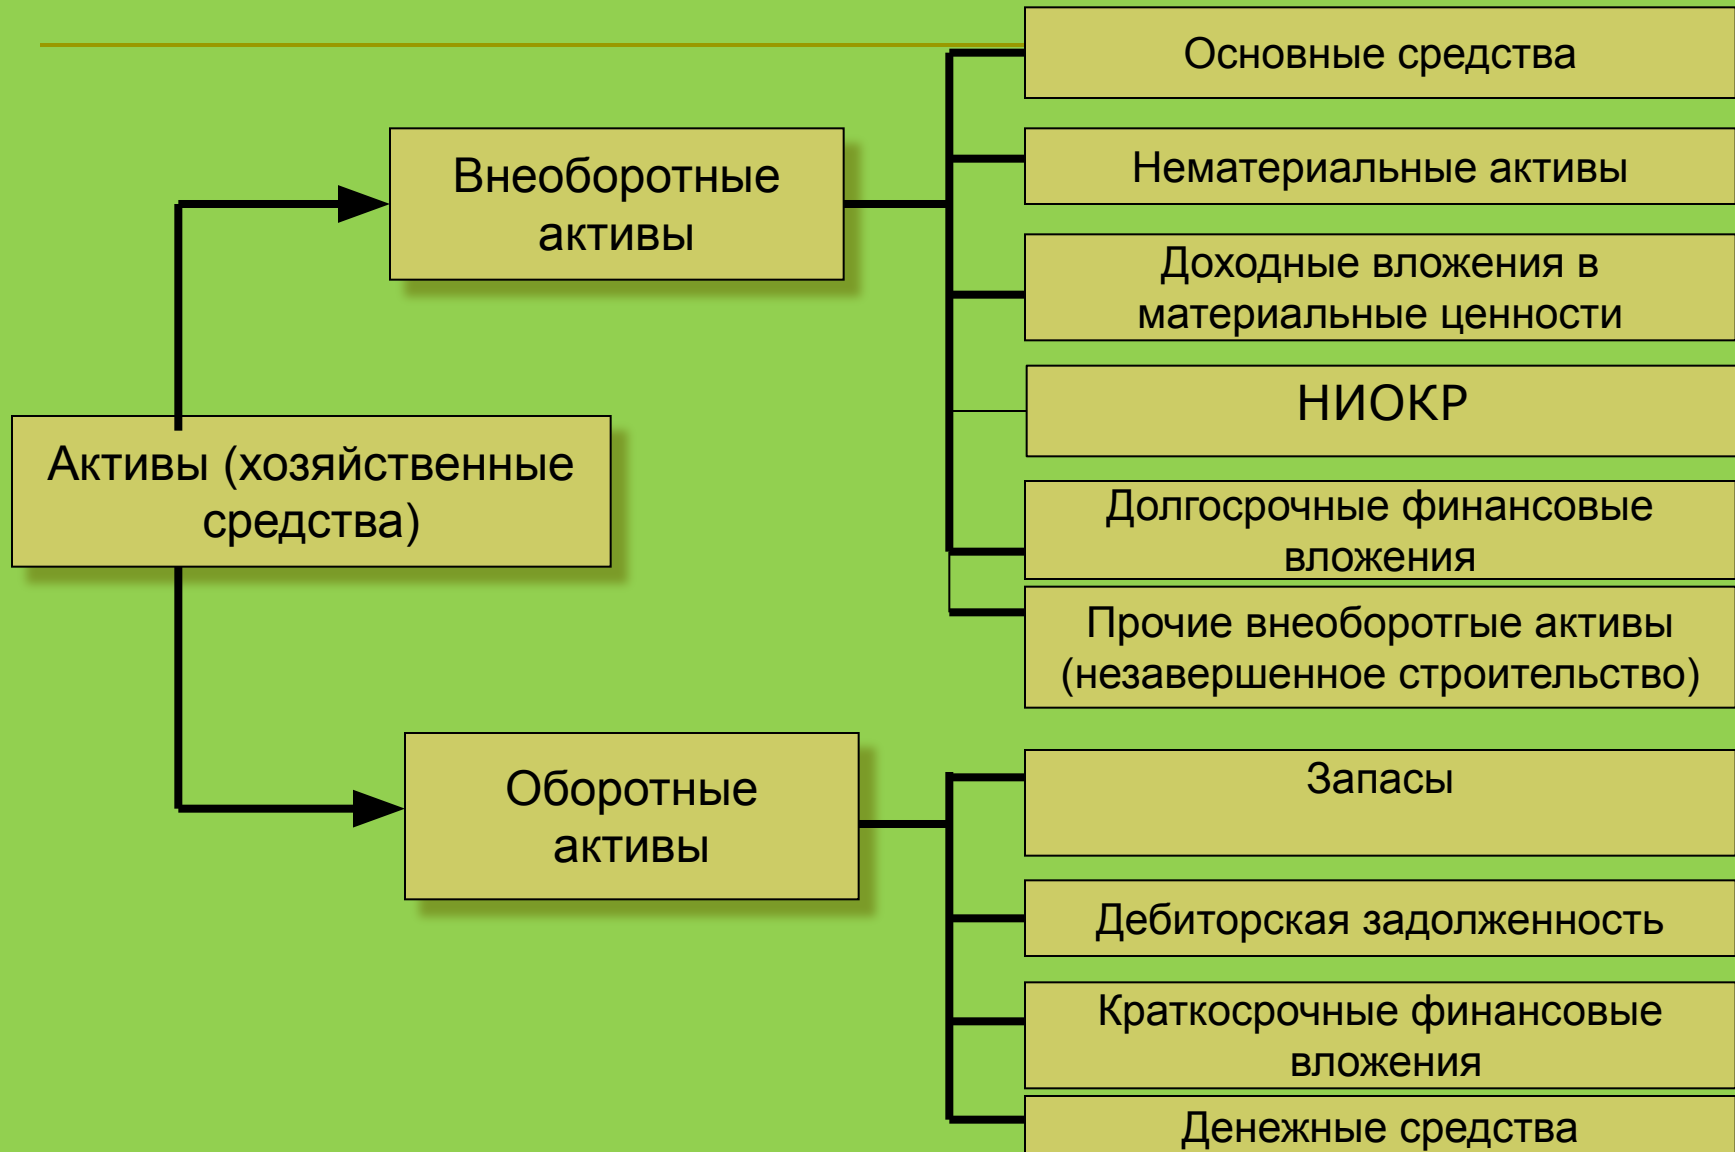 Основные средства
Внеоборотные
активы
Нематериальные активы
Доходные вложения в
материальные ценности
НИОКР
Активы (хозяйственные
средства)
Долгосрочные финансовые
вложения
Прочие внеоборотгые активы
(незавершенное строительство)
Оборотные
активы
Запасы
Дебиторская задолженность
Краткосрочные финансовые
вложения
Денежные средства